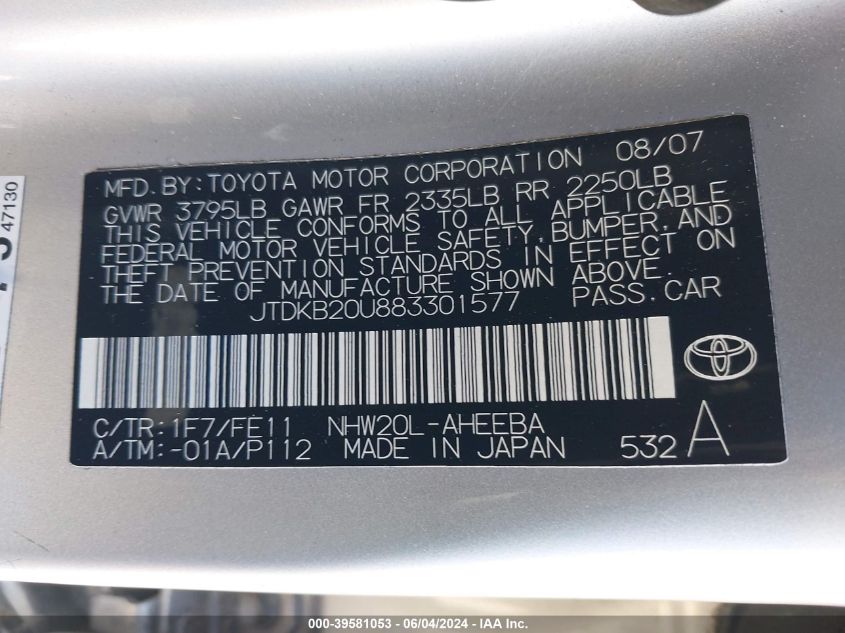 MFD. BY: TOYOTA MOTOR CORPORATION 08/07
GVWR 3795LB GAWR FR 2335LB RR 2250LB
THIS VEHICLE CONFORMS TO ALL APPLICABLE
FEDERAL MOTOR VEHICLE SAFETY, BUMPER, AND
THEFT PREVENTION STANDARDS IN EFFECT ON
THE DATE OF MANUFACTURE SHOWN ABOVE.
JTDKB20U883301577 PASS. CAR
C/TR: 1F7/FE11 NHW20L-AHEEBA
A/TM: -01A/P112 MADE IN JAPAN 532 A
47130
000-39581053 - 06/04/2024 - IAAI Inc.